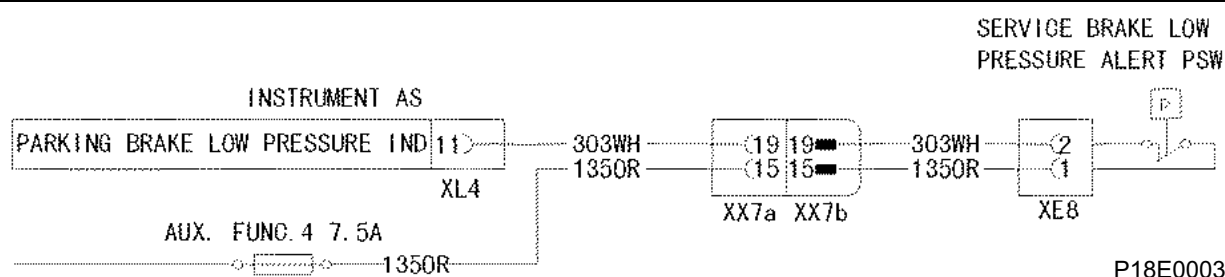 SERVICE BRAKE LOW
PRESSURE ALERT PSW
P
INSTRUMENT AS
PARKING BRAKE LOW PRESSURE IND 11 303WH 19 19 303WH 2
1350R 15 15 1350R 1
XL4
XX7a XX7b XE8
AUX. FUNC. 4 7.5A
1350R
P18E0003